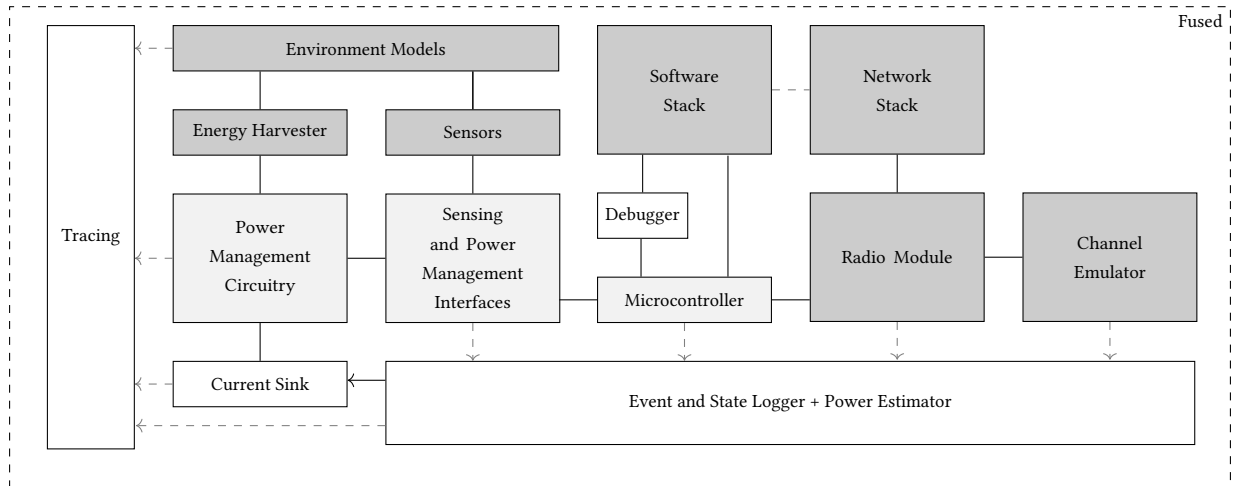 Fused
Environment Models
Software
Stack
Network
Stack
Energy Harvester
Sensors
Tracing
Power
Management
Circuitry
Sensing
and Power
Management
Interfaces
Debugger
Microcontroller
Radio Module
Channel
Emulator
Current Sink
Event and State Logger + Power Estimator